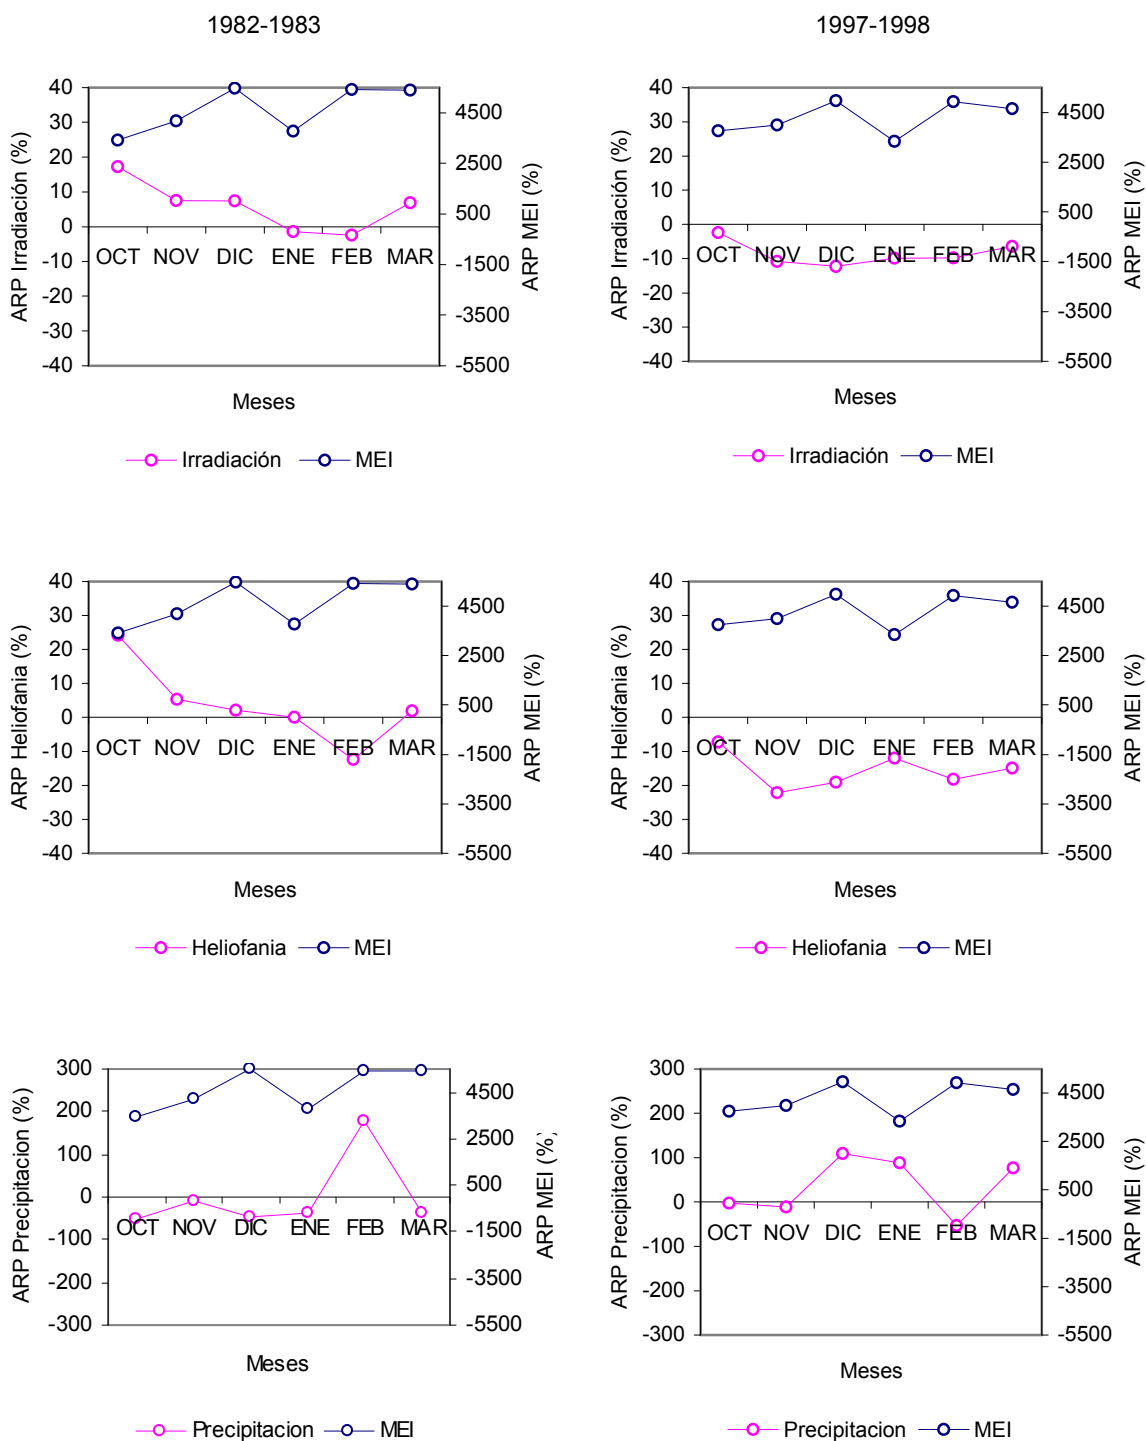 1982-1983
1997-1998
40
30
20
10
0
-10
-20
-30
-40
ARP Irradiación (%)
OCT NOV DIC ENE FEB MAR
4500
2500
500
-1500
-3500
-5500
ARP MEI (%)
Meses
Irradiación MEI
40
30
20
10
0
-10
-20
-30
-40
ARP Irradiación (%)
OCT NOV DIC ENE FEB MAR
4500
2500
500
-1500
-3500
-5500
ARP MEI (%)
Meses
Irradiación MEI
40
30
20
10
0
-10
-20
-30
-40
ARP Heliofania (%)
OCT NOV DIC ENE FEB MAR
4500
2500
500
-1500
-3500
-5500
ARP MEI (%)
Meses
Heliofania MEI
40
30
20
10
0
-10
-20
-30
-40
ARP Heliofania (%)
OCT NOV DIC ENE FEB MAR
4500
2500
500
-1500
-3500
-5500
ARP MEI (%)
Meses
Heliofania MEI
300
200
100
0
-100
-200
-300
ARP Precipitacion (%)
OCT NOV DIC ENE FEB MAR
4500
2500
500
-1500
-3500
-5500
ARP MEI (%)
Meses
Precipitacion MEI
300
200
100
0
-100
-200
-300
ARP Precipitacion (%)
OCT NOV DIC ENE FEB MAR
4500
2500
500
-1500
-3500
-5500
ARP MEI (%)
Meses
Precipitacion MEI